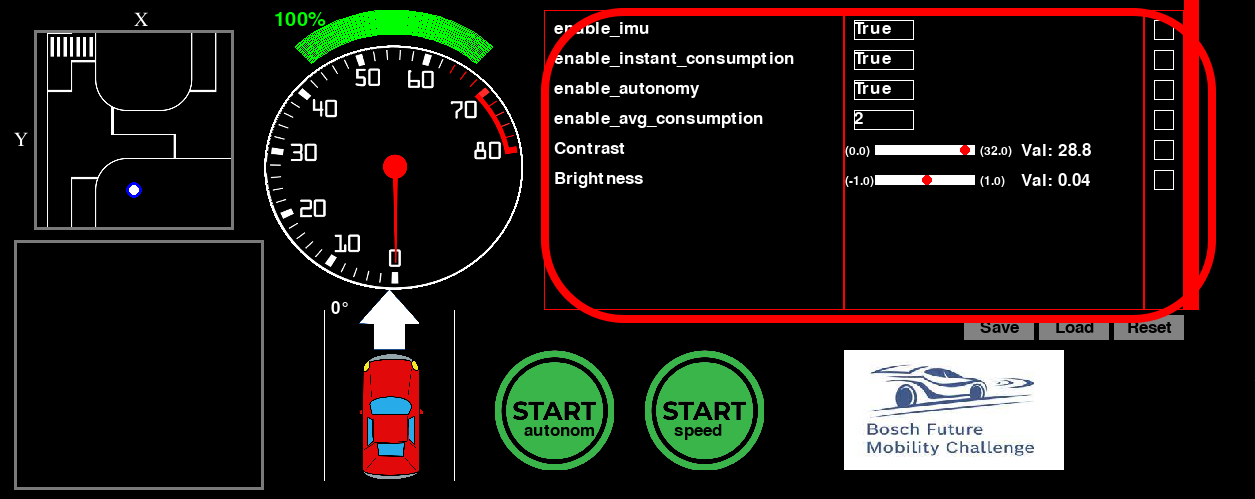 X
Y
100%
0
10
20
30
40
50
60
70
80
0°
enable_imu True
enable_instant_consumption True
enable_autonomy True
enable_avg_consumption 2
Contrast (0.0) (32.0) Val: 28.8
Brightness (-1.0) (1.0) Val: 0.04
Save Load Reset
START
autonom
START
speed
Bosch Future
Mobility Challenge